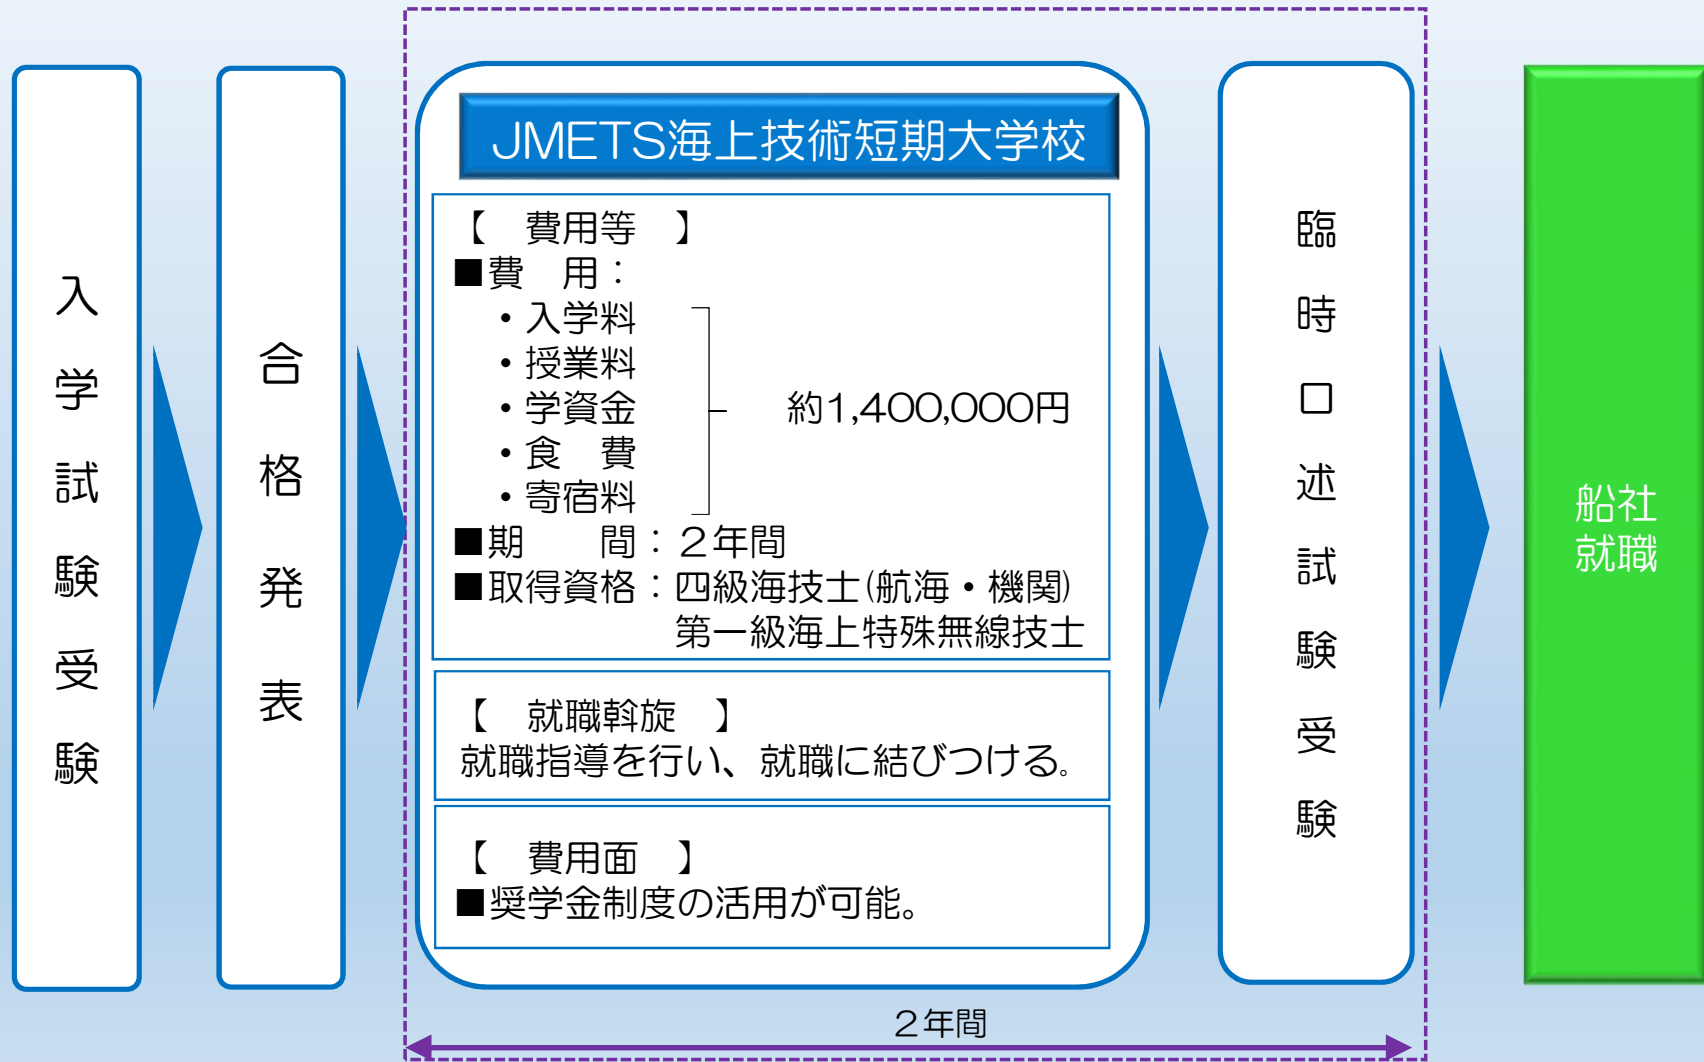 入学試験受験
合格発表
JMETS海上技術短期大学校
【　費用等　】
■費　用：
・入学料
・授業料
・学資金
・食　費
・寄宿料
約1,400,000円
■期　　間：２年間
■取得資格：四級海技士(航海・機関)
第一級海上特殊無線技士
【　就職斡旋　】
就職指導を行い、就職に結びつける。
【　費用面　】
■奨学金制度の活用が可能。
臨時口述試験受験
船社
就職
２年間